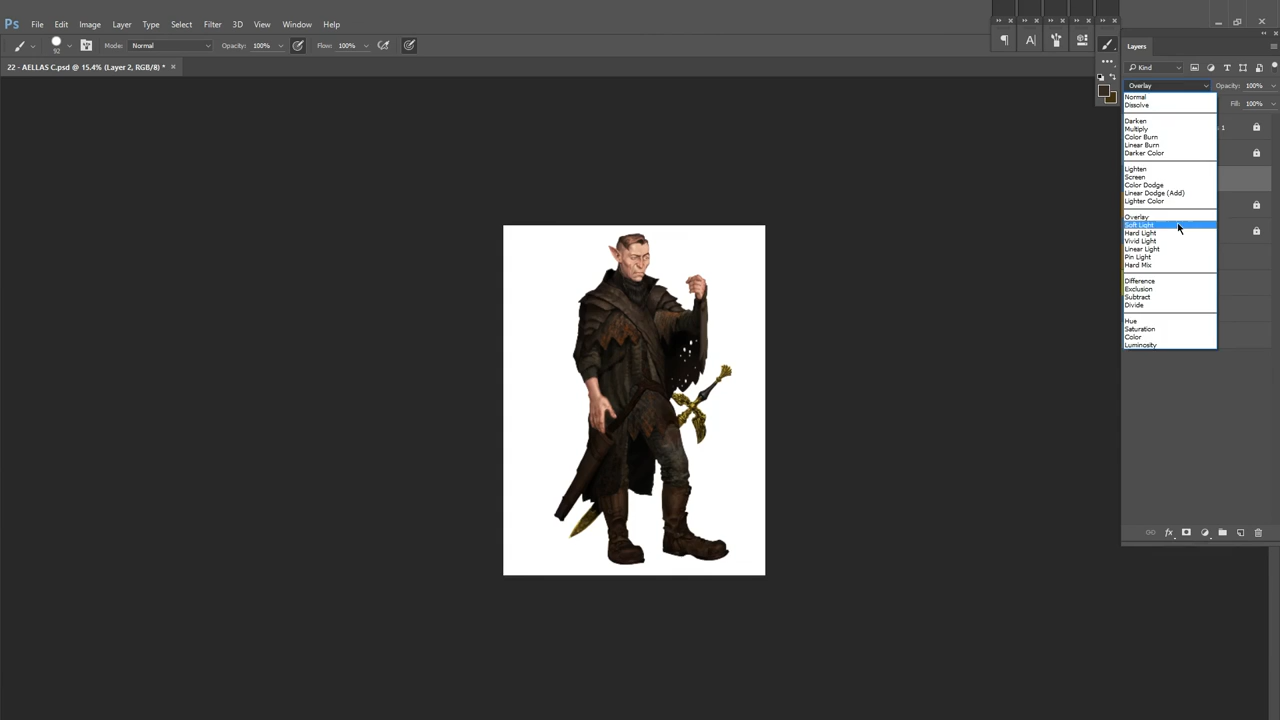 Ps File Edit Image Layer Type Select Filter 3D View Window Help
92 Mode: Normal Opacity: 100% Flow: 100%
22 - AELLAS C.psd @ 15.4% (Layer 2, RGB/8) * ×
Layers
Kind
Overlay Opacity: 100%
Fill: 100%
Normal
Dissolve
Darken
Multiply
Color Burn
Linear Burn
Darker Color
Lighten
Screen
Color Dodge
Linear Dodge (Add)
Lighter Color
Overlay
Soft Light
Hard Light
Vivid Light
Linear Light
Pin Light
Hard Mix
Difference
Exclusion
Subtract
Divide
Hue
Saturation
Color
Luminosity
1
fx